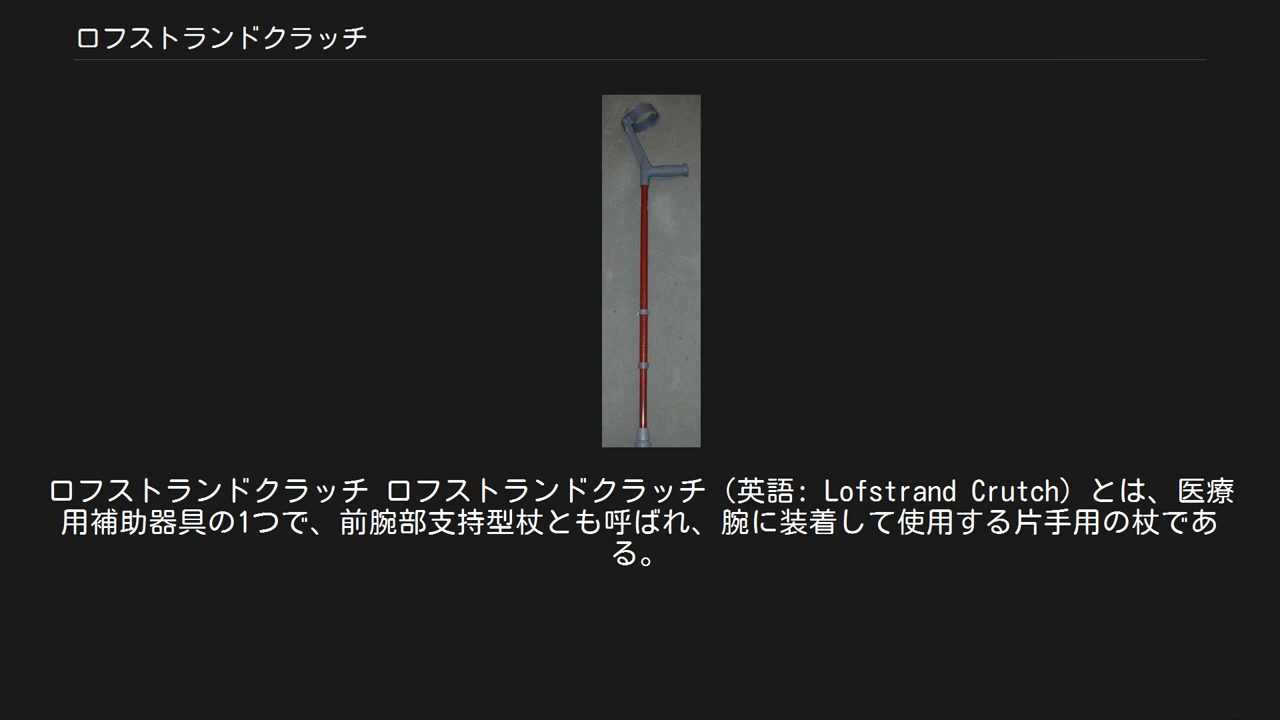 ロフストランドクラッチ
ロフストランドクラッチ ロフストランドクラッチ（英語: Lofstrand Crutch）とは、医療
用補助器具の1つで、前腕部支持型杖とも呼ばれ、腕に装着して使用する片手用の杖であ
る。